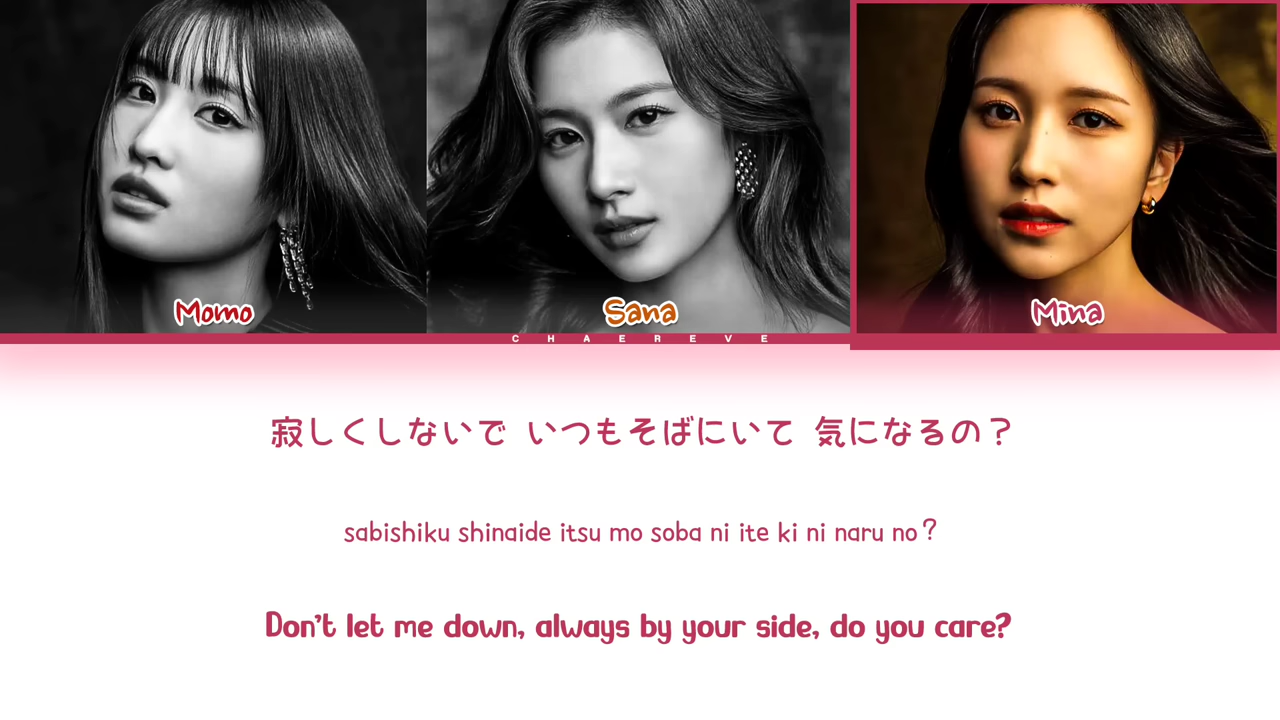 Momo
Sana
Mina
CHAEREVE
寂しくしないで いつもそばにいて 気になるの？
sabishiku shinaide itsu mo soba ni ite ki ni naru no？
Don't let me down, always by your side, do you care?